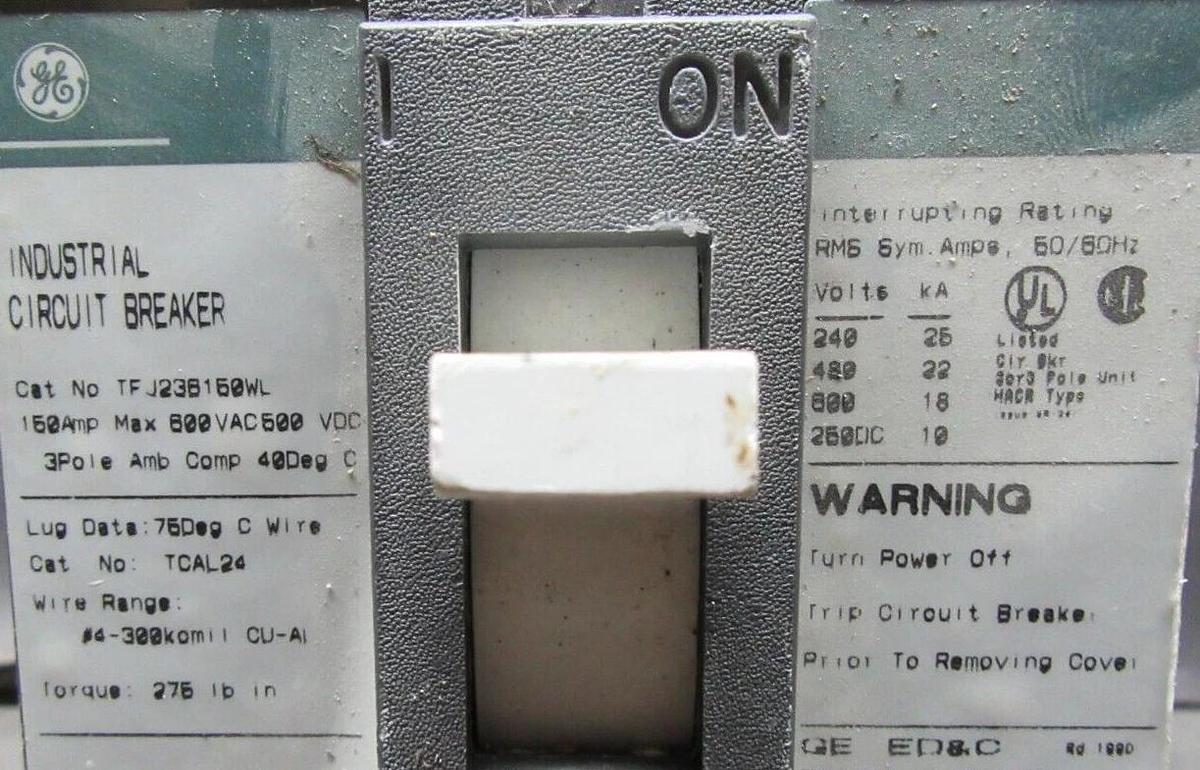 GE
I ON
INDUSTRIAL
CIRCUIT BREAKER
Cat No TFJ236150WL
150Amp Max 600VAC500 VDC
3Pole Amb Comp 40Deg C
Lug Data: 75Deg C Wire
Cat No: TCAL24
Wire Range:
#4-300kcmil CU-Al
Torque: 275 lb in
Interrupting Rating
RMS Sym. Amps, 50/60Hz
Volts kA
240 25
480 22
600 18
250DC 10
UL
Listed
Cir Bkr
2or3 Pole Unit
HACR Type
WARNING
Turn Power Off
Trip Circuit Breaker
Prior To Removing Cover
GE ED&C